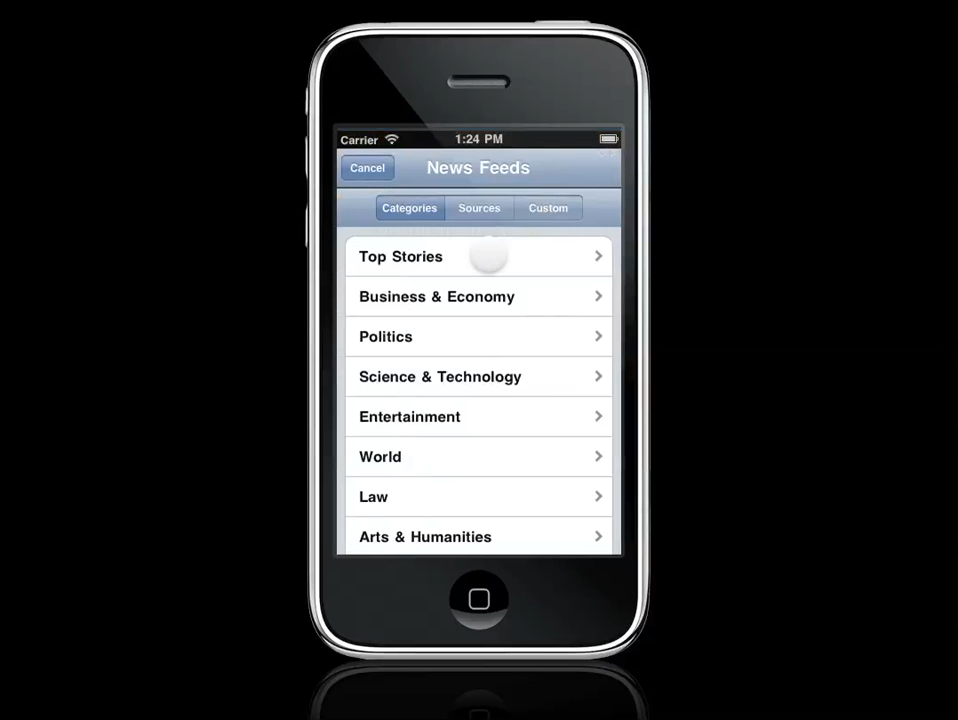 Carrier 1:24 PM
Cancel News Feeds
Categories Sources Custom
Top Stories
Business & Economy
Politics
Science & Technology
Entertainment
World
Law
Arts & Humanities